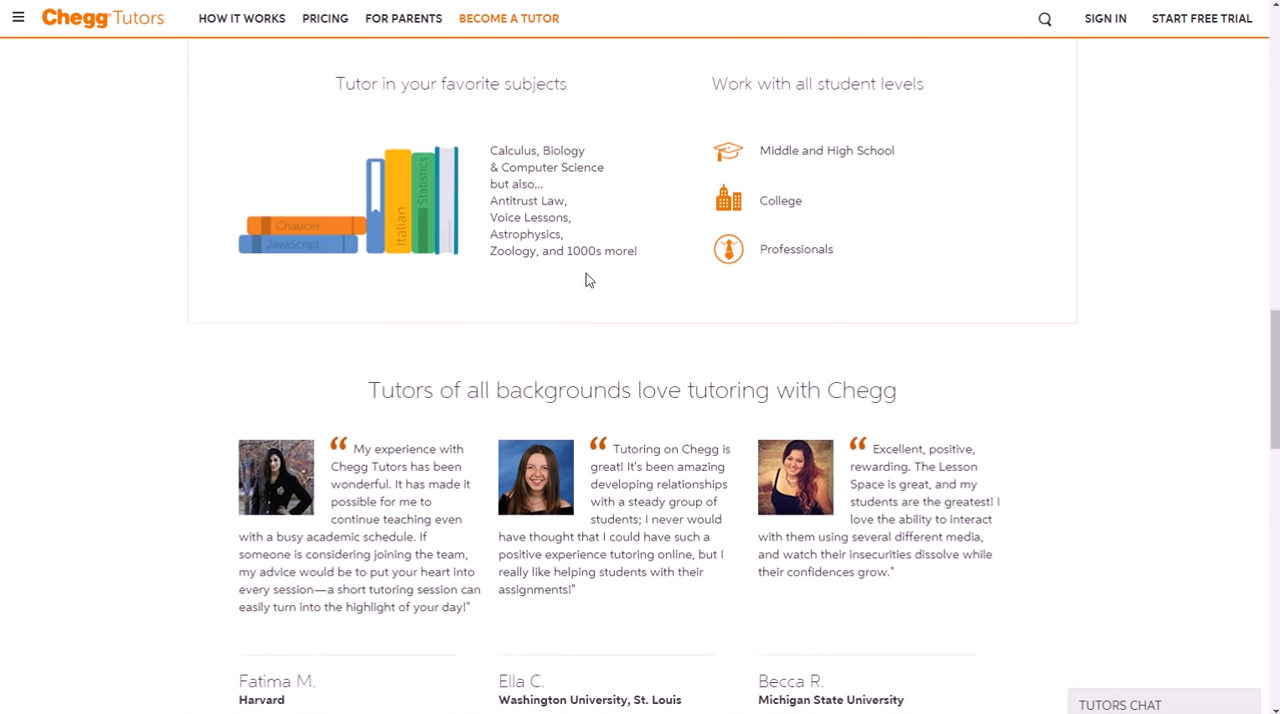 Chegg Tutors
HOW IT WORKS
PRICING
FOR PARENTS
BECOME A TUTOR
SIGN IN
START FREE TRIAL
Tutor in your favorite subjects
Chaucer
JavaScript
Italian
Statistics
Calculus, Biology
& Computer Science
but also...
Antitrust Law,
Voice Lessons,
Astrophysics,
Zoology, and 1000s more!
Work with all student levels
Middle and High School
College
Professionals
Tutors of all backgrounds love tutoring with Chegg
“ My experience with
Chegg Tutors has been
wonderful. It has made it
possible for me to
continue teaching even
with a busy academic schedule. If
someone is considering joining the team,
my advice would be to put your heart into
every session—a short tutoring session can
easily turn into the highlight of your day!"
Fatima M.
Harvard
“ Tutoring on Chegg is
great! It's been amazing
developing relationships
with a steady group of
students; I never would
have thought that I could have such a
positive experience tutoring online, but I
really like helping students with their
assignments!"
Ella C.
Washington University, St. Louis
“ Excellent, positive,
rewarding. The Lesson
Space is great, and my
students are the greatest! I
love the ability to interact
with them using several different media,
and watch their insecurities dissolve while
their confidences grow."
Becca R.
Michigan State University
TUTORS CHAT